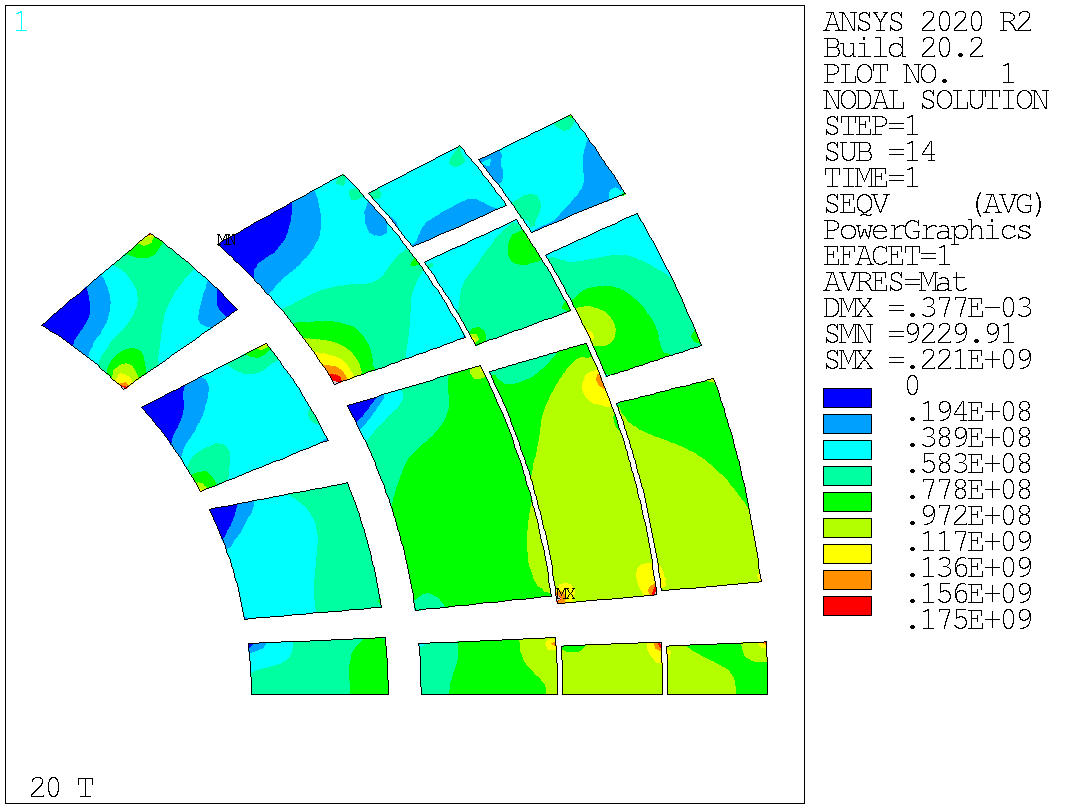 1
ANSYS 2020 R2
Build 20.2
PLOT NO. 1
NODAL SOLUTION
STEP=1
SUB =14
TIME=1
SEQV (AVG)
PowerGraphics
EFACET=1
AVRES=Mat
DMX =.377E-03
SMN =9229.91
SMX =.221E+09
0
.194E+08
.389E+08
.583E+08
.778E+08
.972E+08
.117E+09
.136E+09
.156E+09
.175E+09
MN
MX
20 T